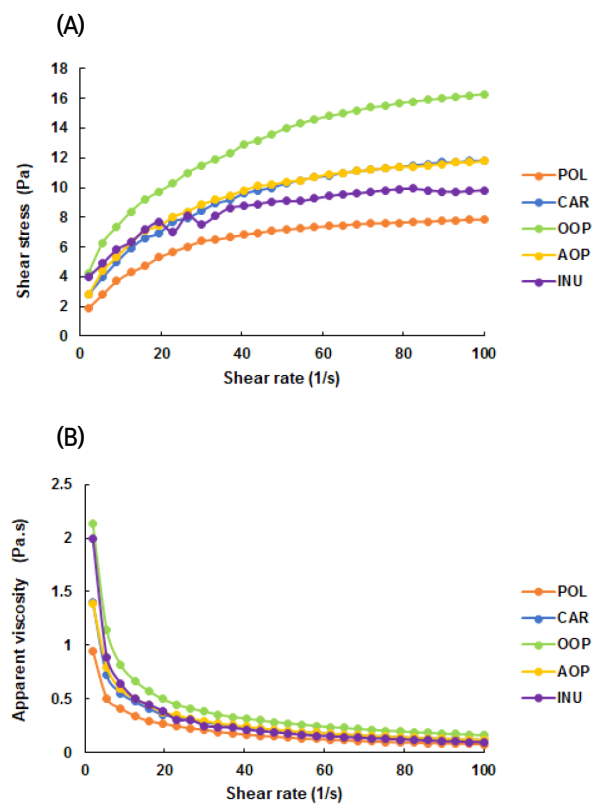 (A)
18
16
14
12
10
8
6
4
2
0
Shear stress (Pa)
0 20 40 60 80 100
Shear rate (1/s)
POL
CAR
OOP
AOP
INU
(B)
2.5
2
1.5
1
0.5
0
Apparent viscosity (Pa.s)
0 20 40 60 80 100
Shear rate (1/s)
POL
CAR
OOP
AOP
INU